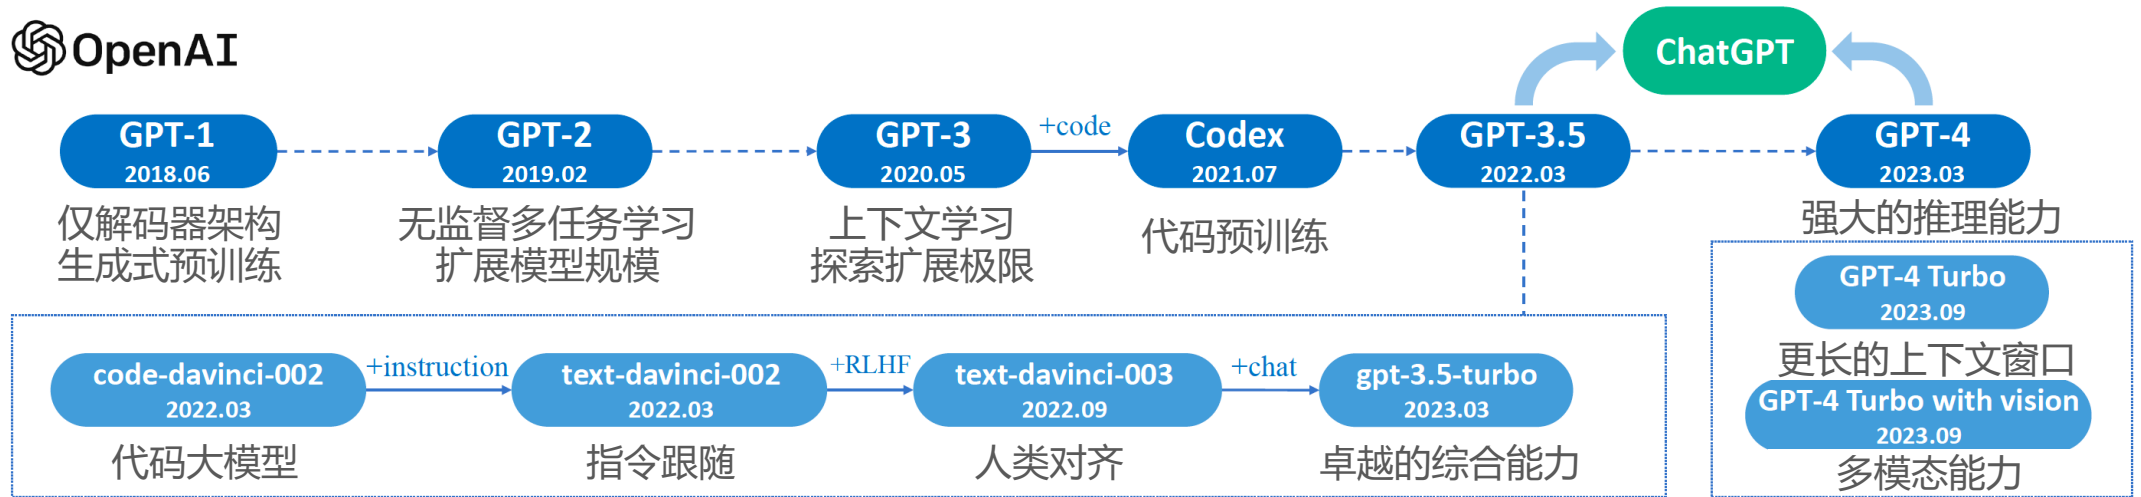 OpenAI
ChatGPT
GPT-1
2018.06
仅解码器架构
生成式预训练
GPT-2
2019.02
无监督多任务学习
扩展模型规模
GPT-3
2020.05
上下文学习
探索扩展极限
+code
Codex
2021.07
代码预训练
GPT-3.5
2022.03
GPT-4
2023.03
强大的推理能力
code-davinci-002
2022.03
代码大模型
+instruction
text-davinci-002
2022.03
指令跟随
+RLHF
text-davinci-003
2022.09
人类对齐
+chat
gpt-3.5-turbo
2023.03
卓越的综合能力
GPT-4 Turbo
2023.09
更长的上下文窗口
GPT-4 Turbo with vision
2023.09
多模态能力